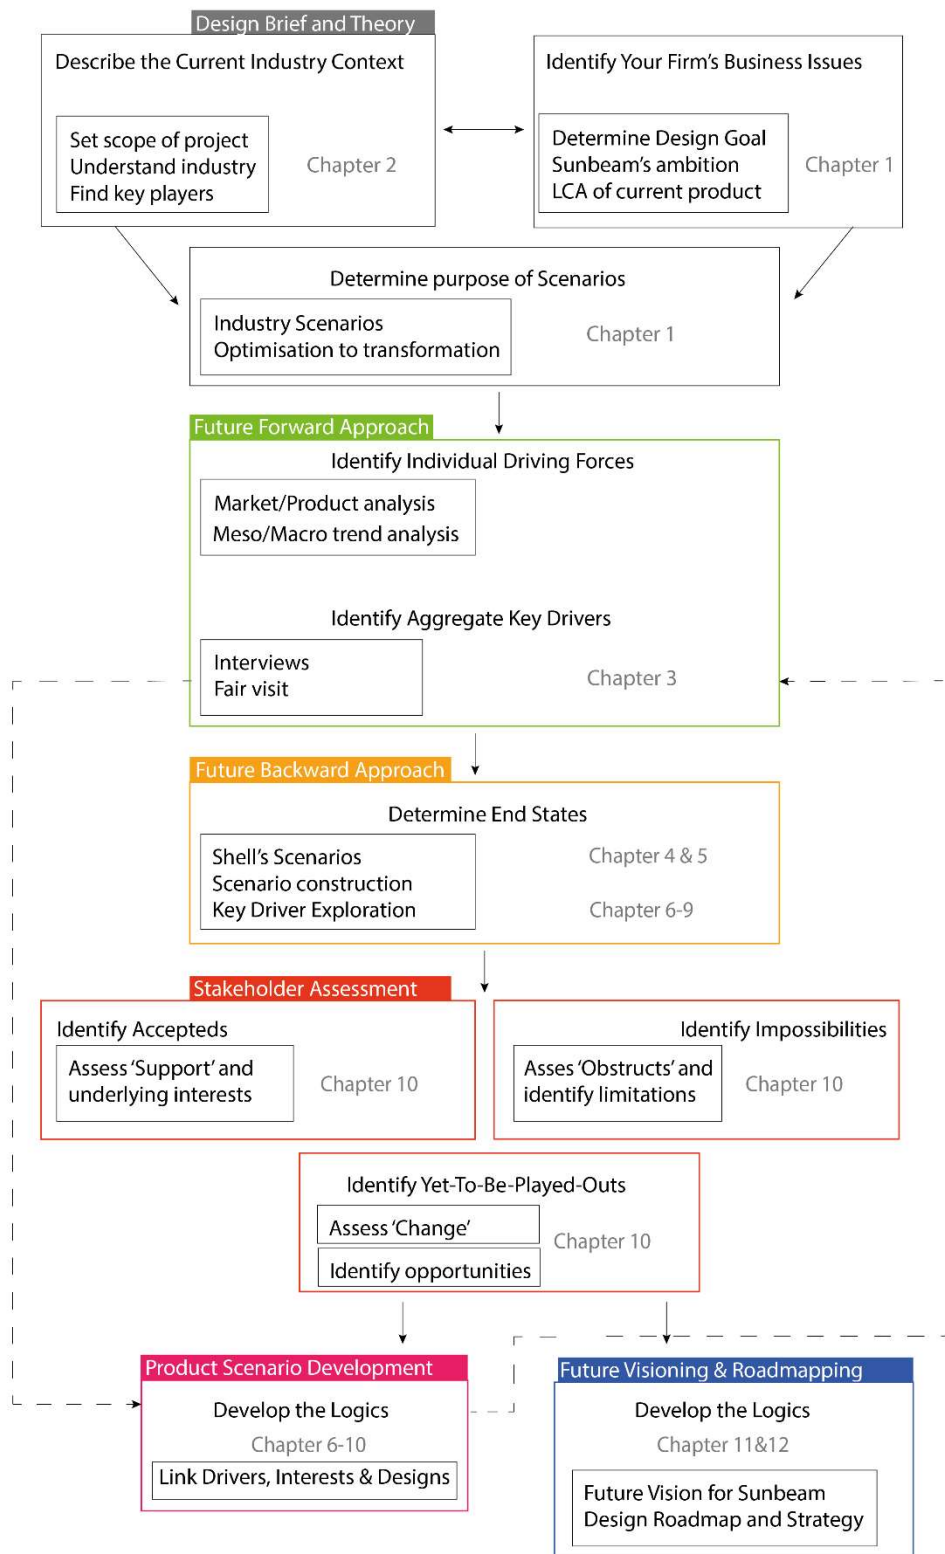 Design Brief and Theory
Describe the Current Industry Context
Set scope of project
Understand industry
Find key players
Chapter 2
Identify Your Firm's Business Issues
Determine Design Goal
Sunbeam's ambition
LCA of current product
Chapter 1
Determine purpose of Scenarios
Industry Scenarios
Optimisation to transformation
Chapter 1
Future Forward Approach
Identify Individual Driving Forces
Market/Product analysis
Meso/Macro trend analysis
Identify Aggregate Key Drivers
Interviews
Fair visit
Chapter 3
Future Backward Approach
Determine End States
Shell's Scenarios
Scenario construction
Key Driver Exploration
Chapter 4 & 5
Chapter 6-9
Stakeholder Assessment
Identify Accepteds
Assess 'Support' and
underlying interests
Chapter 10
Identify Impossibilities
Asses 'Obstructs' and
identify limitations
Chapter 10
Identify Yet-To-Be-Played-Outs
Assess 'Change'
Identify opportunities
Chapter 10
Product Scenario Development
Develop the Logics
Chapter 6-10
Link Drivers, Interests & Designs
Future Visioning & Roadmapping
Develop the Logics
Chapter 11&12
Future Vision for Sunbeam
Design Roadmap and Strategy